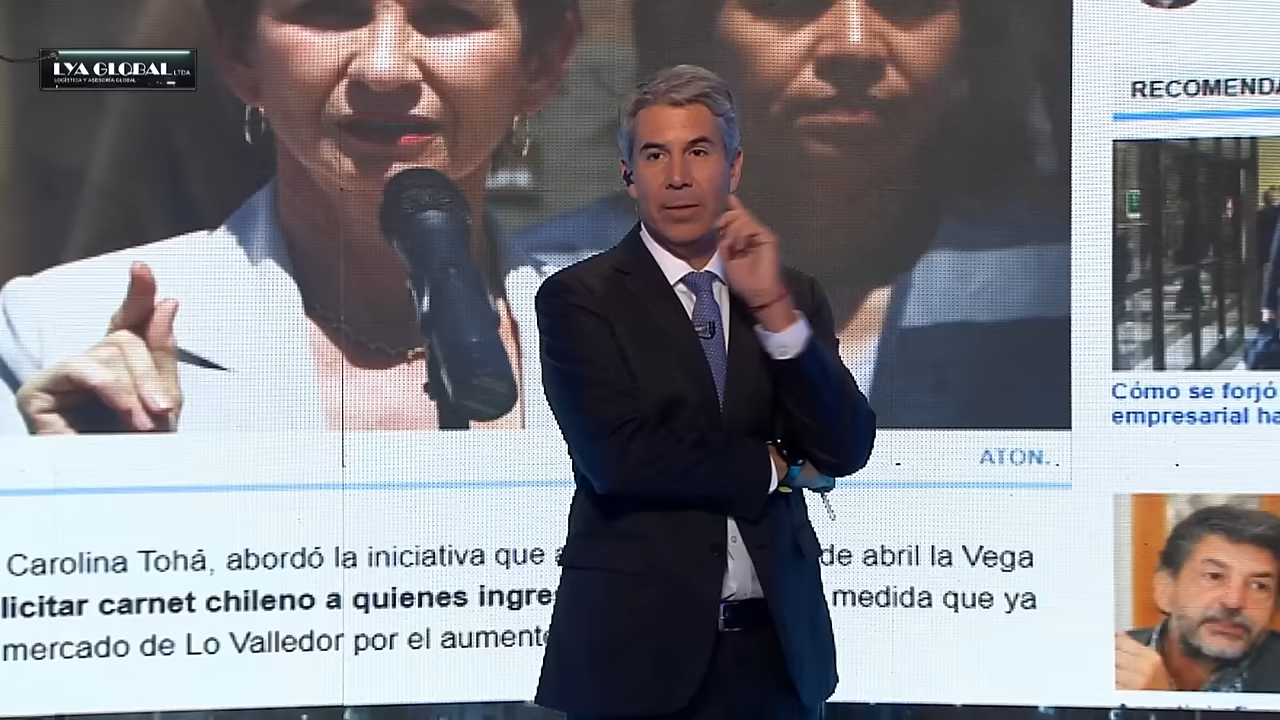 LYA GLOBAL LTDA.
LOGÍSTICA Y ASESORÍA GLOBAL
RECOMENDA
Cómo se forjó
empresarial ha
ATON.
Carolina Tohá, abordó la iniciativa que a de abril la Vega
licitar carnet chileno a quienes ingre medida que ya
mercado de Lo Valledor por el aumento